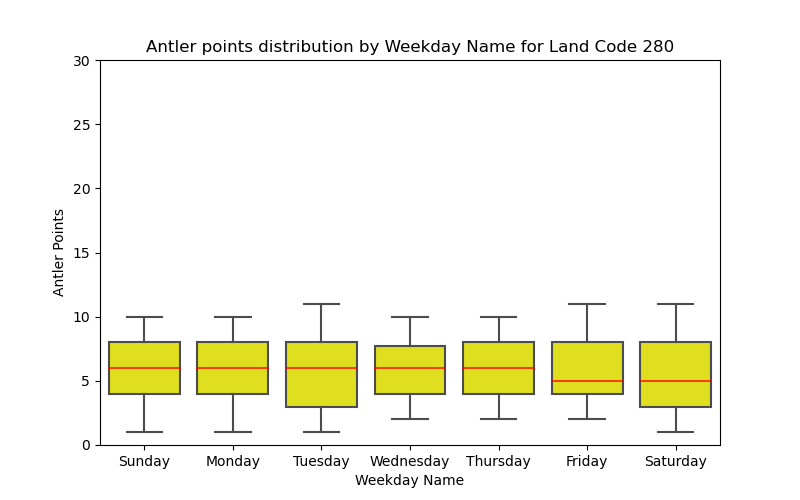 Antler points distribution by Weekday Name for Land Code 280
30
25
20
15
10
5
0
Antler Points
Sunday Monday Tuesday Wednesday Thursday Friday Saturday
Weekday Name